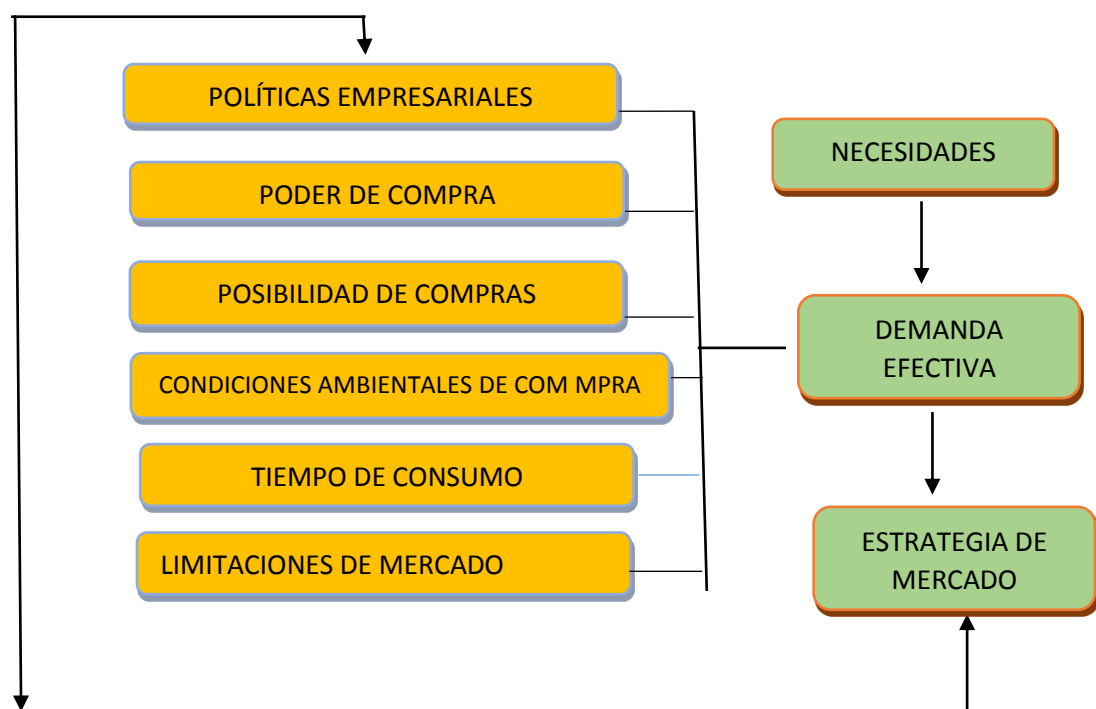 POLÍTICAS EMPRESARIALES
PODER DE COMPRA
POSIBILIDAD DE COMPRAS
CONDICIONES AMBIENTALES DE COM MPRA
TIEMPO DE CONSUMO
LIMITACIONES DE MERCADO
NECESIDADES
DEMANDA
EFECTIVA
ESTRATEGIA DE
MERCADO